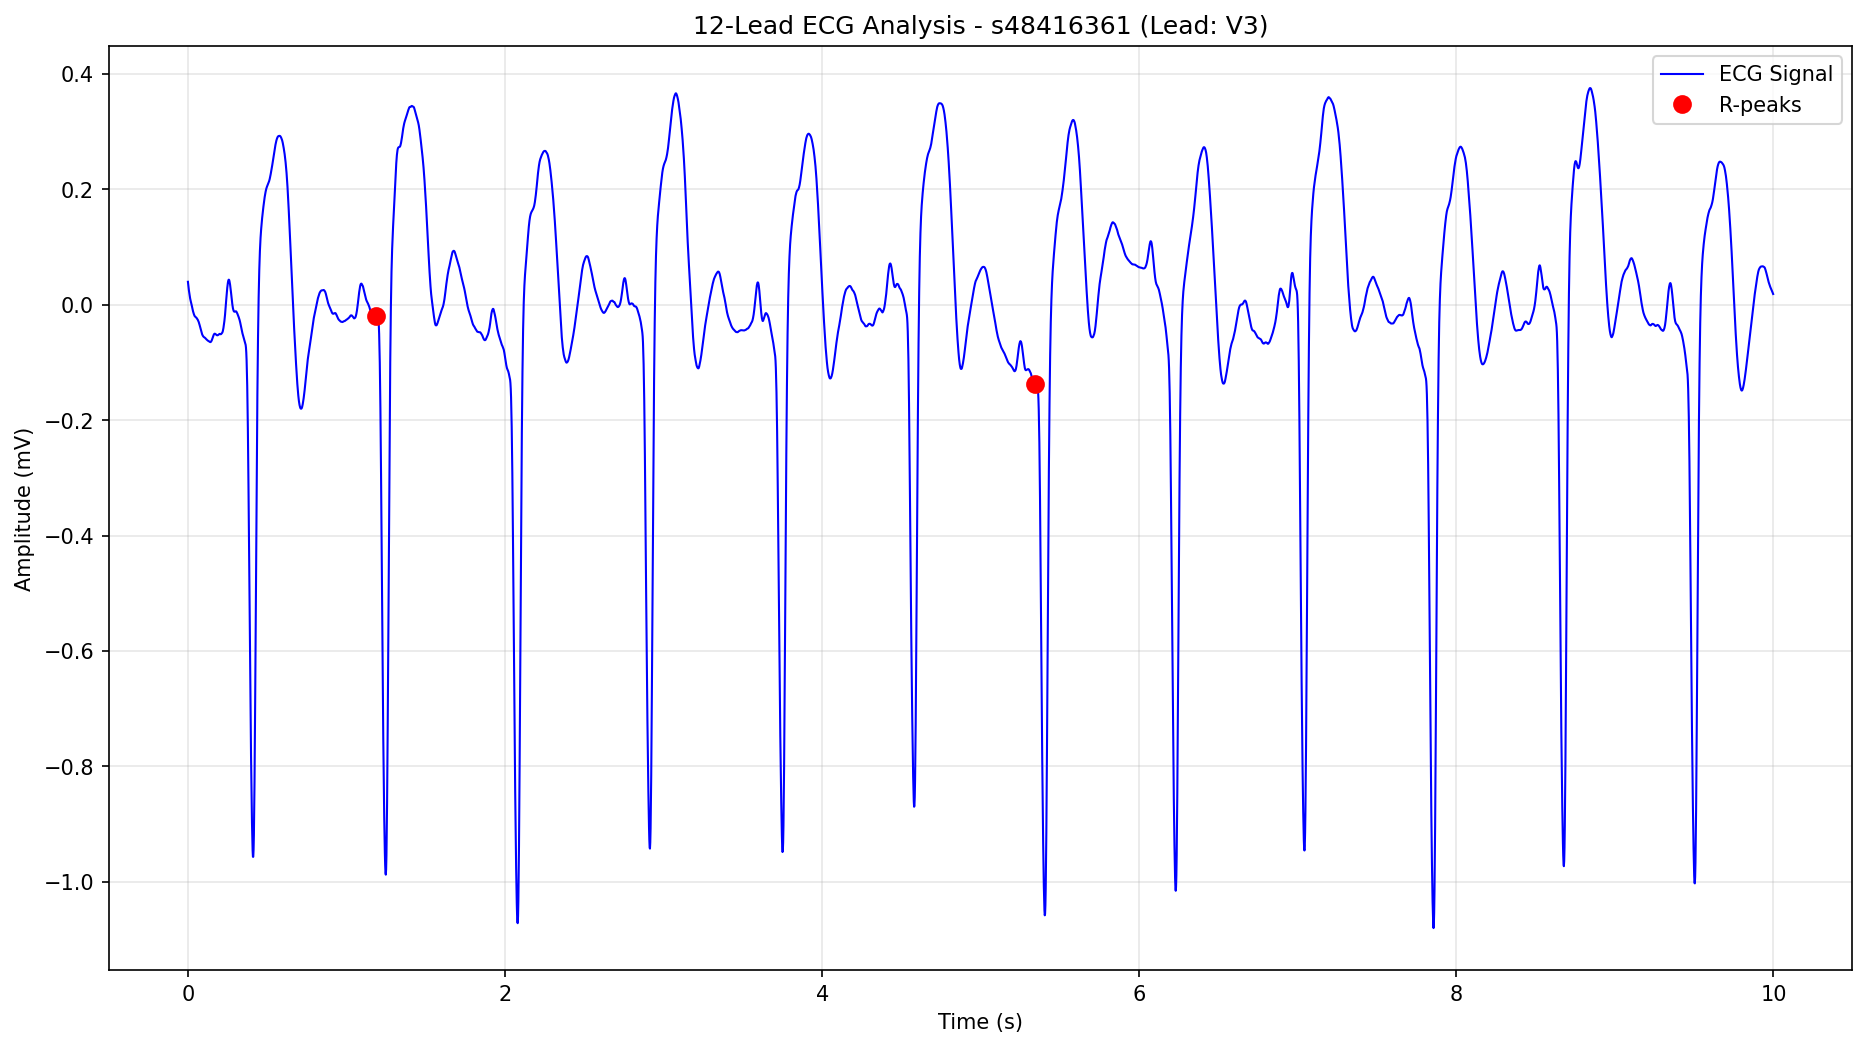 12-Lead ECG Analysis - s48416361 (Lead: V3)
ECG Signal
R-peaks
Amplitude (mV)
0.4
0.2
0.0
−0.2
−0.4
−0.6
−0.8
−1.0
0 2 4 6 8 10
Time (s)